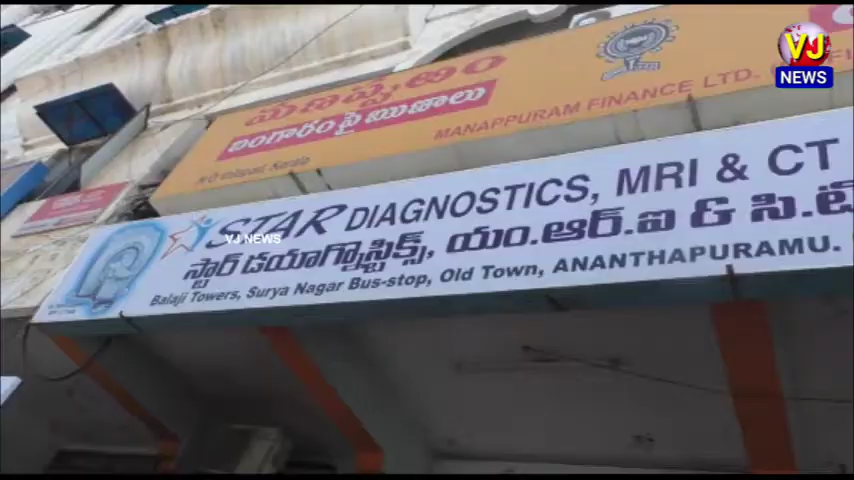 VJ
NEWS
మణప్పురం
బంగారంపై ఋణాలు
MANAPPURAM FINANCE LTD.
STAR DIAGNOSTICS, MRI & CT
VJ NEWS
స్టార్ డయాగ్నొస్టిక్స్, యం.ఆర్.ఐ & సి.టి
Balaji Towers, Surya Nagar Bus-stop, Old Town, ANANTHAPURAMU.